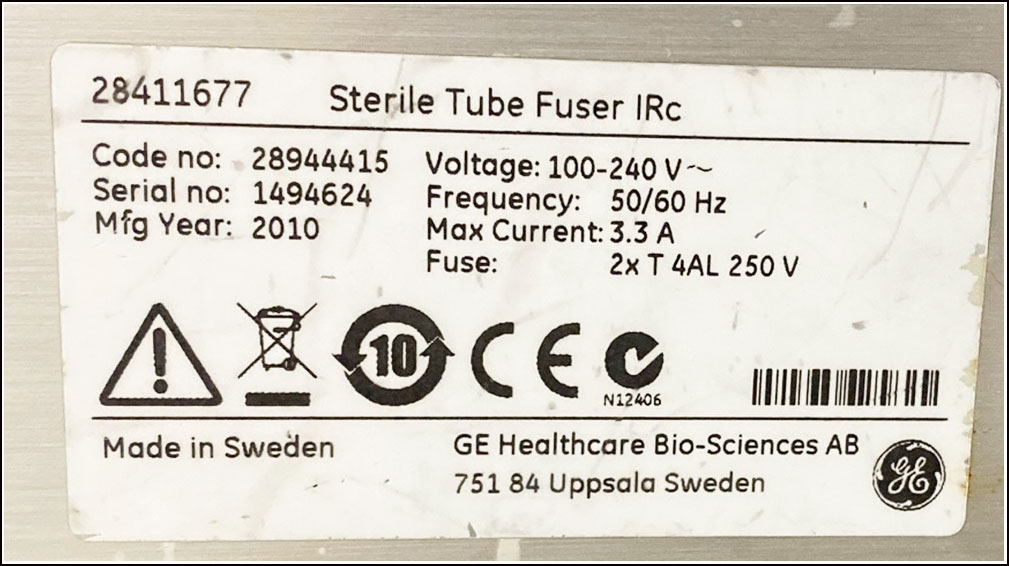 28411677 Sterile Tube Fuser IRc
Code no: 28944415 Voltage: 100-240 V~
Serial no: 1494624 Frequency: 50/60 Hz
Mfg Year: 2010 Max Current: 3.3 A
Fuse: 2x T 4AL 250 V
10
CE
N12406
Made in Sweden GE Healthcare Bio-Sciences AB
751 84 Uppsala Sweden
GE